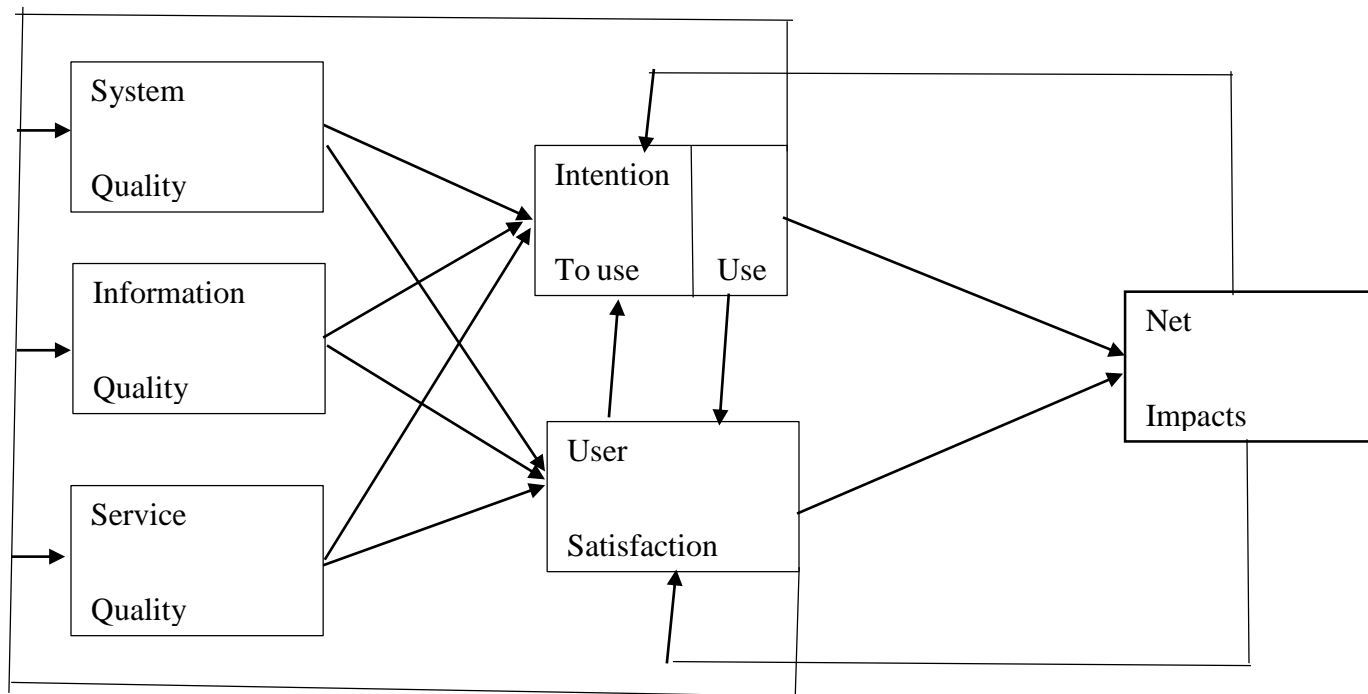 System
Quality
Intention
To use
Use
Information
Quality
Net
Impacts
User
Satisfaction
Service
Quality